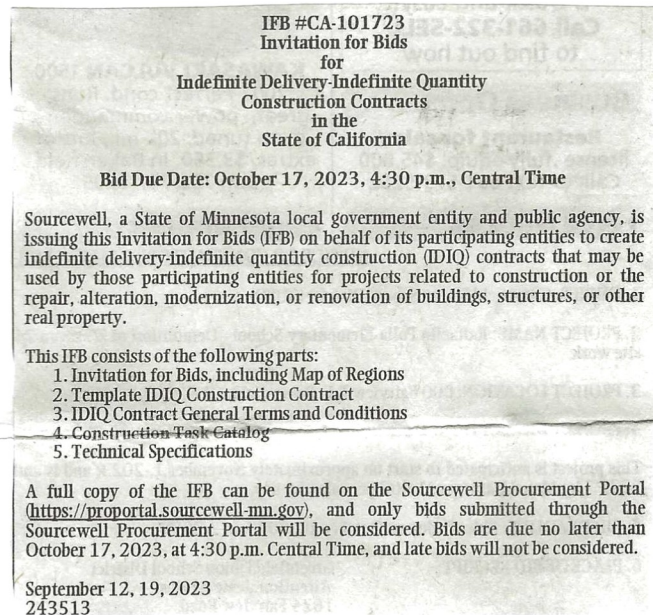 IFB #CA-101723
Invitation for Bids
for
Indefinite Delivery-Indefinite Quantity
Construction Contracts
in the
State of California
Bid Due Date: October 17, 2023, 4:30 p.m., Central Time
Sourcewell, a State of Minnesota local government entity and public agency, is
issuing this Invitation for Bids (IFB) on behalf of its participating entities to create
indefinite delivery-indefinite quantity construction (IDIQ) contracts that may be
used by those participating entities for projects related to construction or the
repair, alteration, modernization, or renovation of buildings, structures, or other
real property.
This IFB consists of the following parts:
1. Invitation for Bids, including Map of Regions
2. Template IDIQ Construction Contract
3. IDIQ Contract General Terms and Conditions
4. Construction Task Catalog
5. Technical Specifications
A full copy of the IFB can be found on the Sourcewell Procurement Portal
(https://proportal.sourcewell-mn.gov), and only bids submitted through the
Sourcewell Procurement Portal will be considered. Bids are due no later than
October 17, 2023, at 4:30 p.m. Central Time, and late bids will not be considered.
September 12, 19, 2023
243513